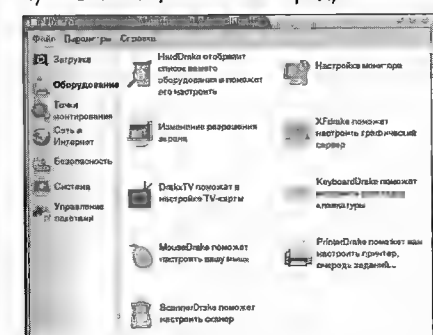 Файл Параметры Справка
Загрузка
Оборудование
Точки
монтирования
Сеть и
Интернет
Безопасность
Система
Управление
пакетами
HardDrake отобразит
список вашего
оборудования и поможет
его настроить
Настройка монитора
Изменение разрешения
экрана
XFdrake поможет
настроить графический
сервер
DrakxTV поможет в
настройке TV-карты
KeyboardDrake поможет
клавиатуры
MouseDrake поможет
настроить вашу мышь
PrinterDrake поможет вам
настроить принтер,
очередь заданий...
ScannerDrake поможет
настроить сканер